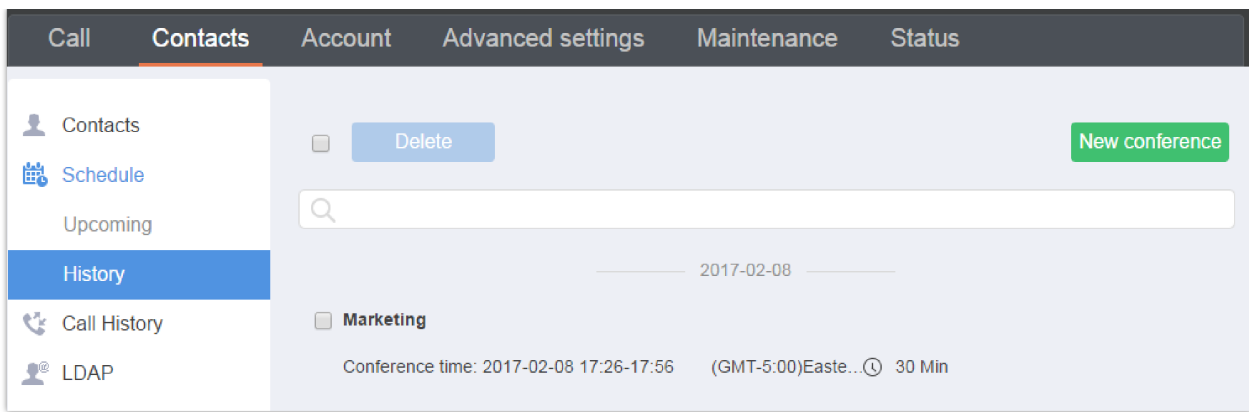 Call Contacts Account Advanced settings Maintenance Status
Contacts
Schedule
Upcoming
History
Call History
LDAP
Delete
New conference
2017-02-08
Marketing
Conference time: 2017-02-08 17:26-17:56 (GMT-5:00)Easte... 30 Min